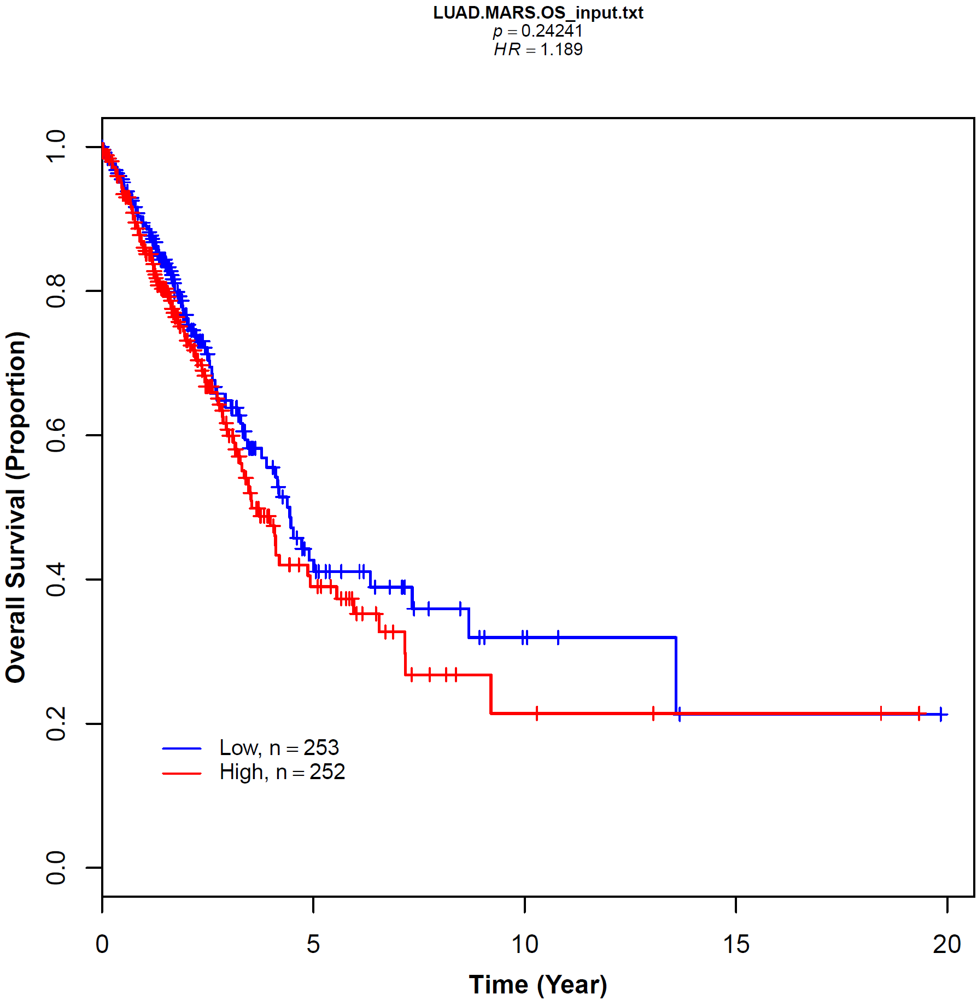 LUAD.MARS.OS_input.txt
p = 0.24241
HR = 1.189
Overall Survival (Proportion)
1.0
0.8
0.6
0.4
0.2
0.0
Low, n = 253
High, n = 252
0 5 10 15 20
Time (Year)